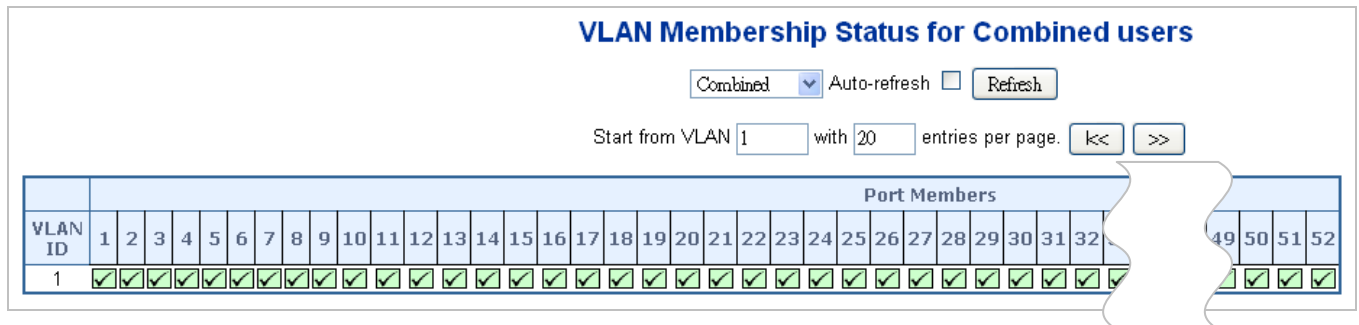 VLAN Membership Status for Combined users
Combined Auto-refresh Refresh
Start from VLAN 1 with 20 entries per page. |<< >>
Port Members
VLAN ID 1 2 3 4 5 6 7 8 9 10 11 12 13 14 15 16 17 18 19 20 21 22 23 24 25 26 27 28 29 30 31 32 49 50 51 52
1